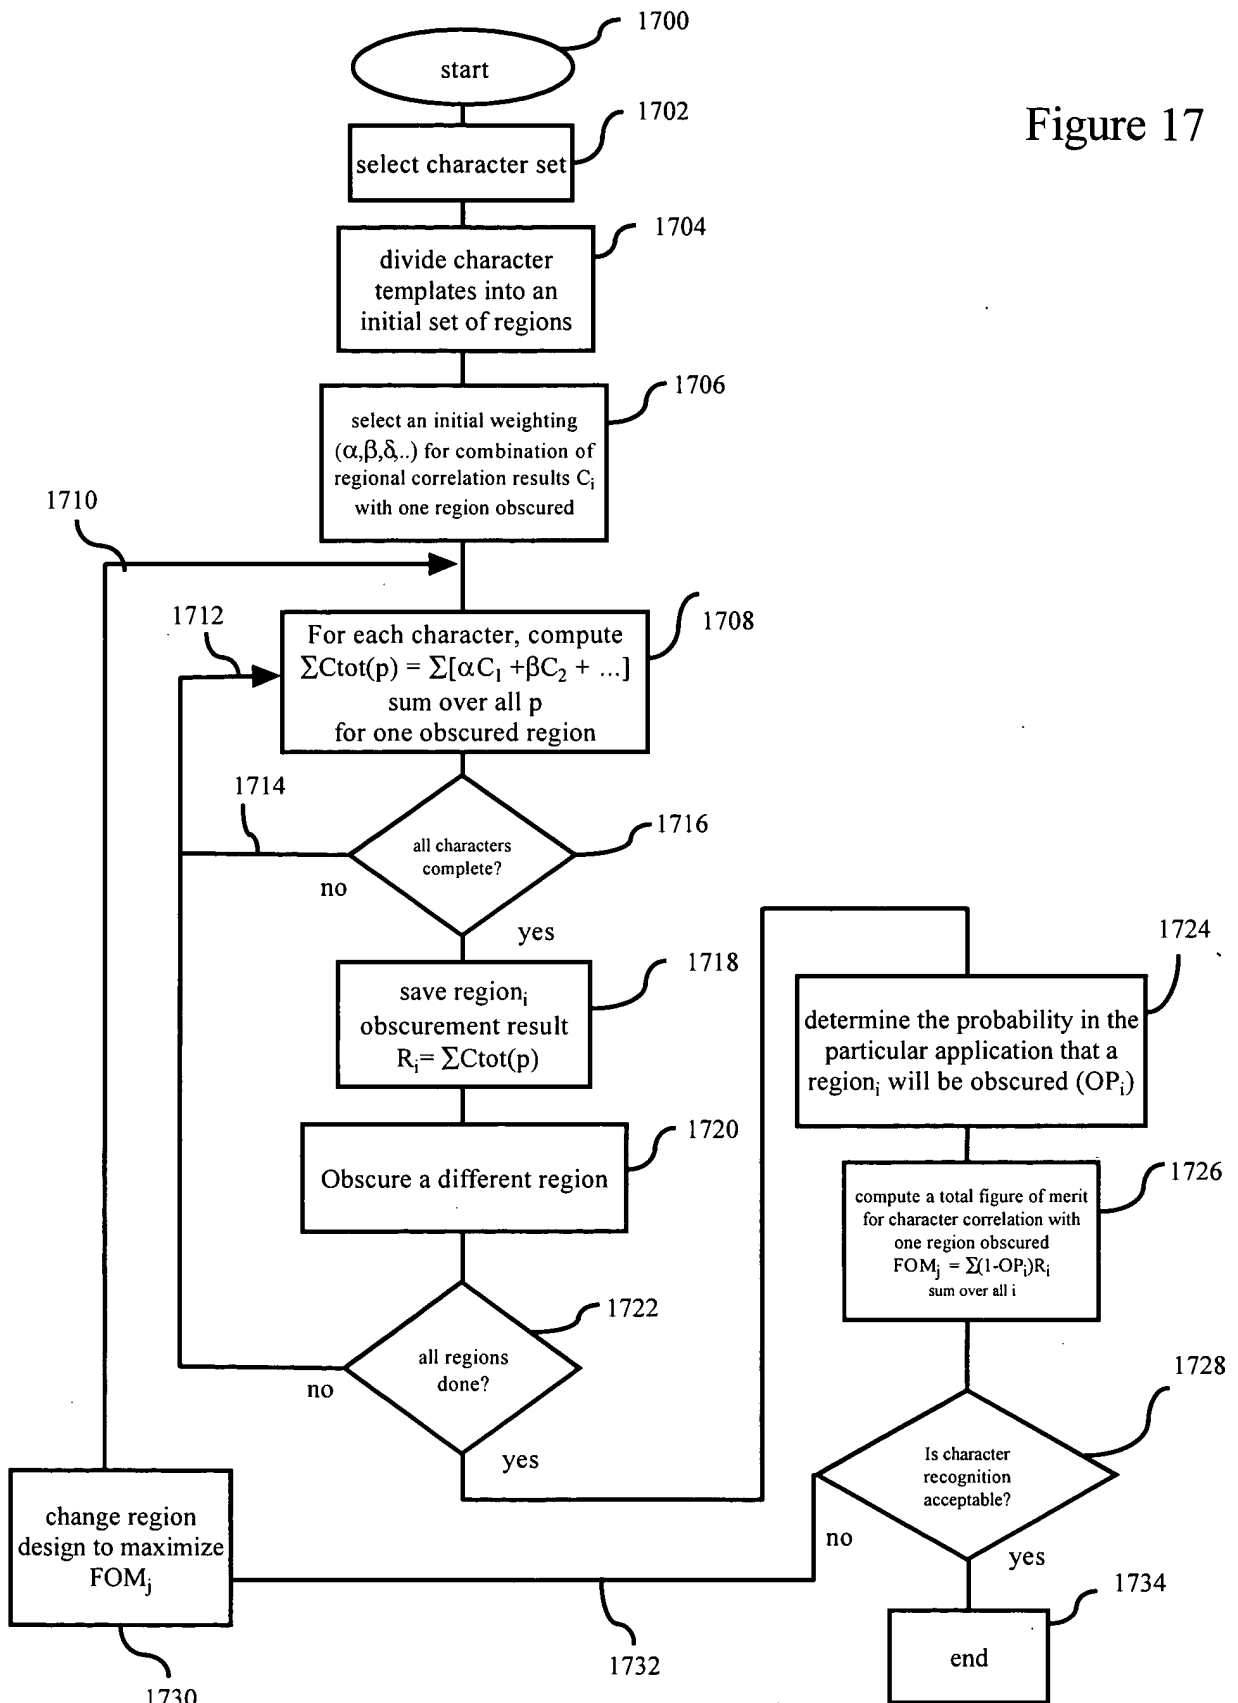 1700
start
Figure 17
1702
select character set
1704
divide character
templates into an
initial set of regions
1706
select an initial weighting
(α,β,δ,..) for combination of
regional correlation results Ci
with one region obscured
1710
1712
1708
For each character, compute
∑Ctot(p) = ∑[αC1 +βC2 + ...]
sum over all p
for one obscured region
1714
1716
all characters
complete?
no
yes
1718
save regioni
obscurement result
Ri= ∑Ctot(p)
1720
Obscure a different region
1722
all regions
done?
no
yes
1724
determine the probability in the
particular application that a
regioni will be obscured (OPi)
1726
compute a total figure of merit
for character correlation with
one region obscured
FOMj = ∑(1-OPi)Ri
sum over all i
1728
Is character
recognition
acceptable?
no
yes
change region
design to maximize
FOMj
1730
1732
1734
end